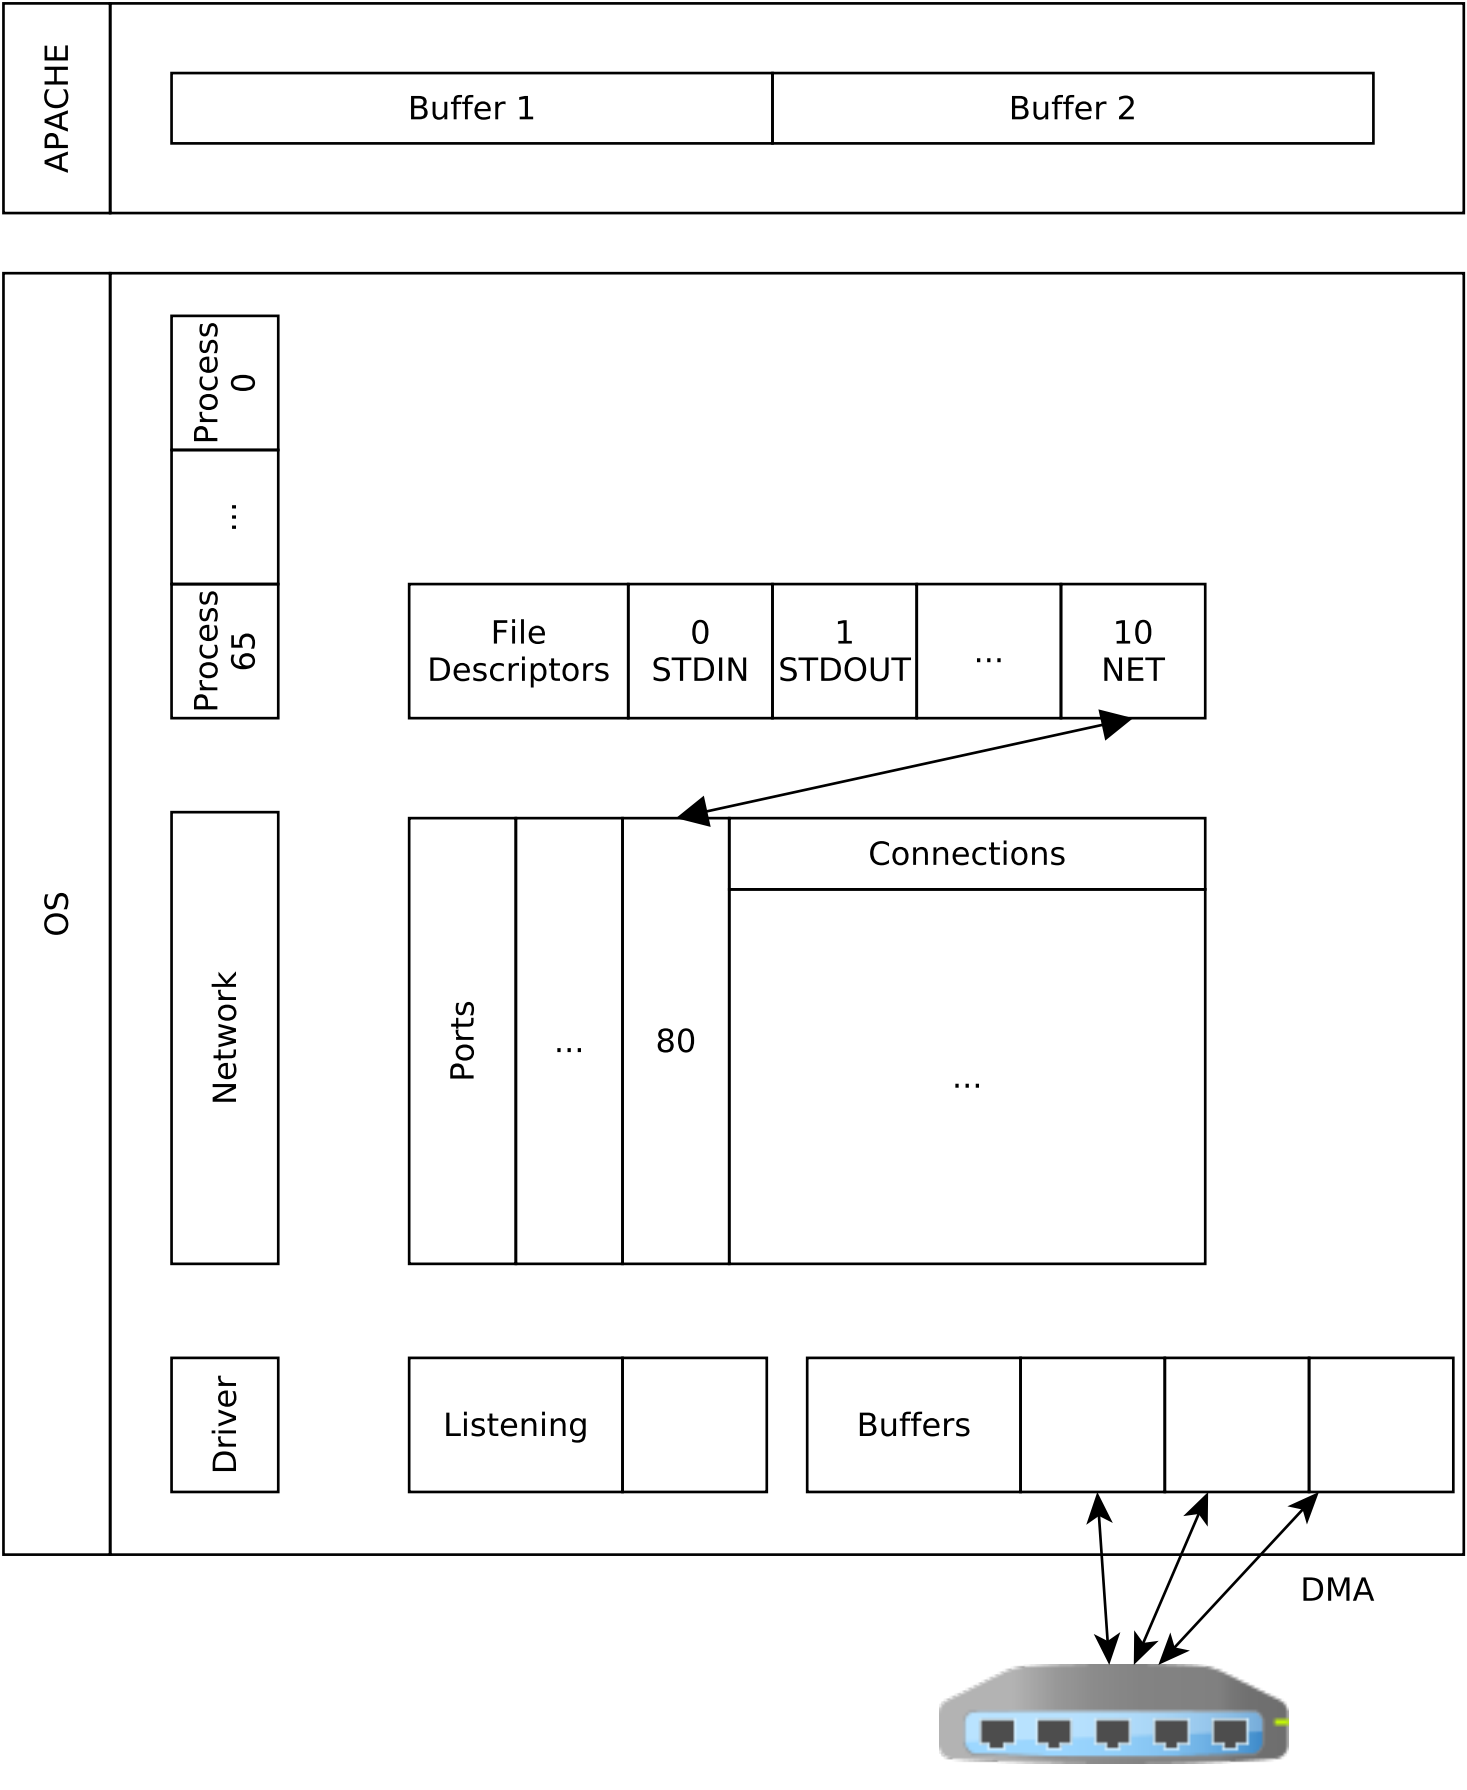 APACHE
Buffer 1
Buffer 2
OS
Process
0
...
Process
65
File
Descriptors
0
STDIN
1
STDOUT
...
10
NET
Network
Ports
...
80
Connections
...
Driver
Listening
Buffers
DMA